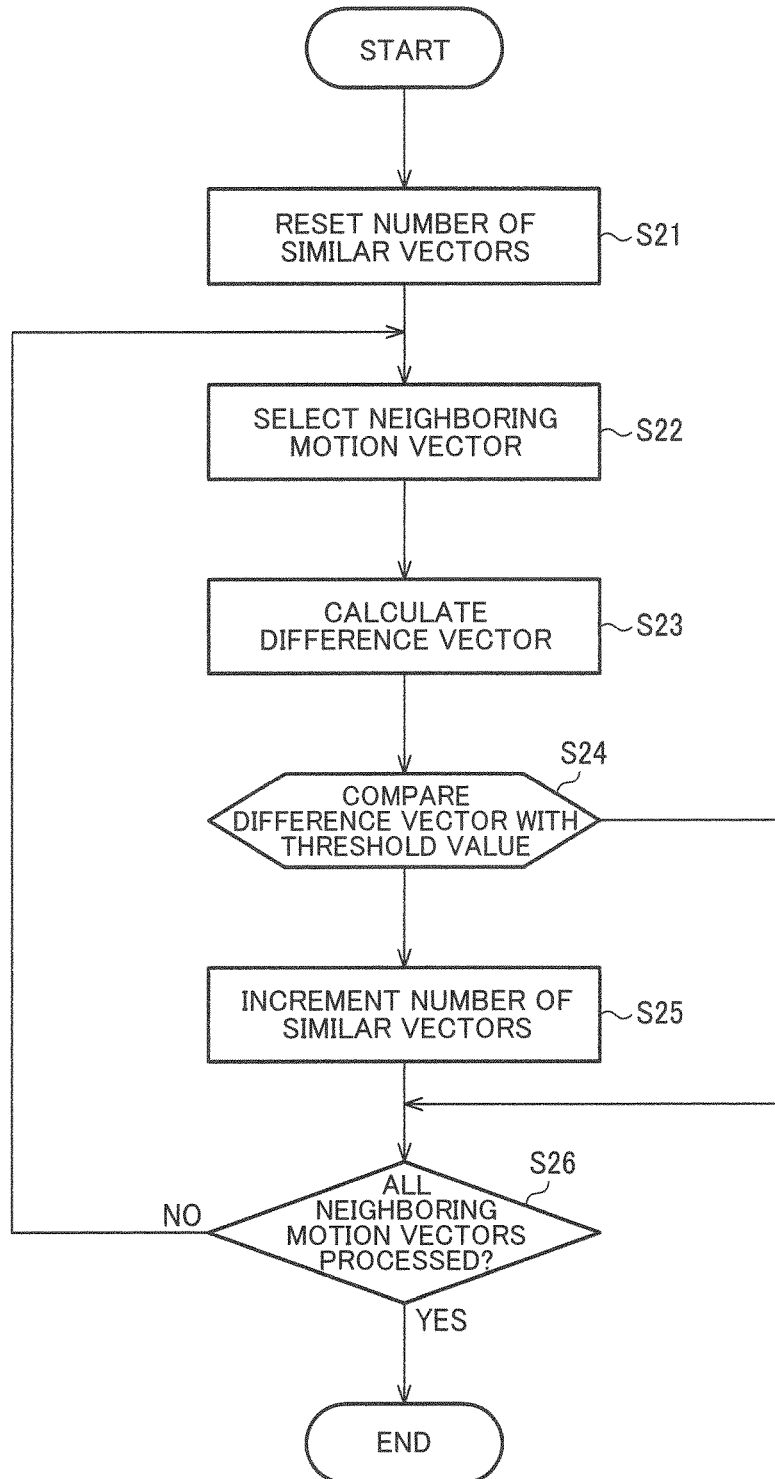 START
RESET NUMBER OF
SIMILAR VECTORS
S21
SELECT NEIGHBORING
MOTION VECTOR
S22
CALCULATE
DIFFERENCE VECTOR
S23
S24
COMPARE
DIFFERENCE VECTOR WITH
THRESHOLD VALUE
INCREMENT NUMBER OF
SIMILAR VECTORS
S25
S26
ALL
NEIGHBORING
MOTION VECTORS
PROCESSED?
NO
YES
END